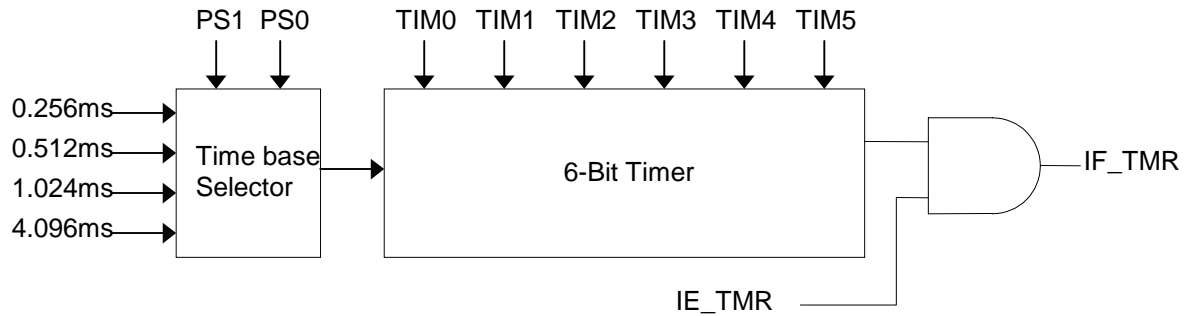 PS1 PS0 TIM0 TIM1 TIM2 TIM3 TIM4 TIM5
0.256ms
0.512ms
1.024ms
4.096ms
Time base
Selector
6-Bit Timer
IF_TMR
IE_TMR